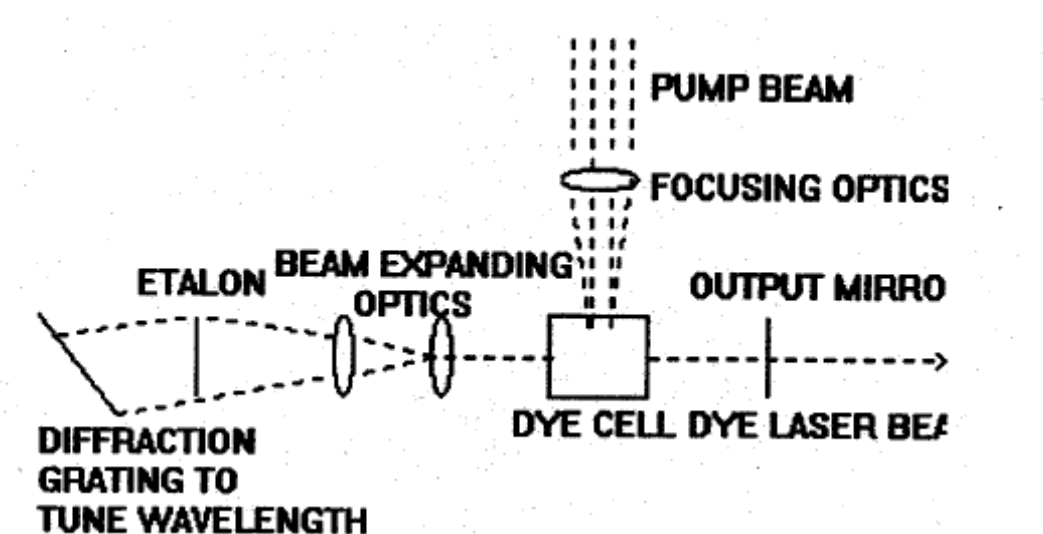 PUMP BEAM
FOCUSING OPTICS
BEAM EXPANDING
OPTICS
ETALON
OUTPUT MIRRO
DYE CELL
DYE LASER BEA
DIFFRACTION
GRATING TO
TUNE WAVELENGTH